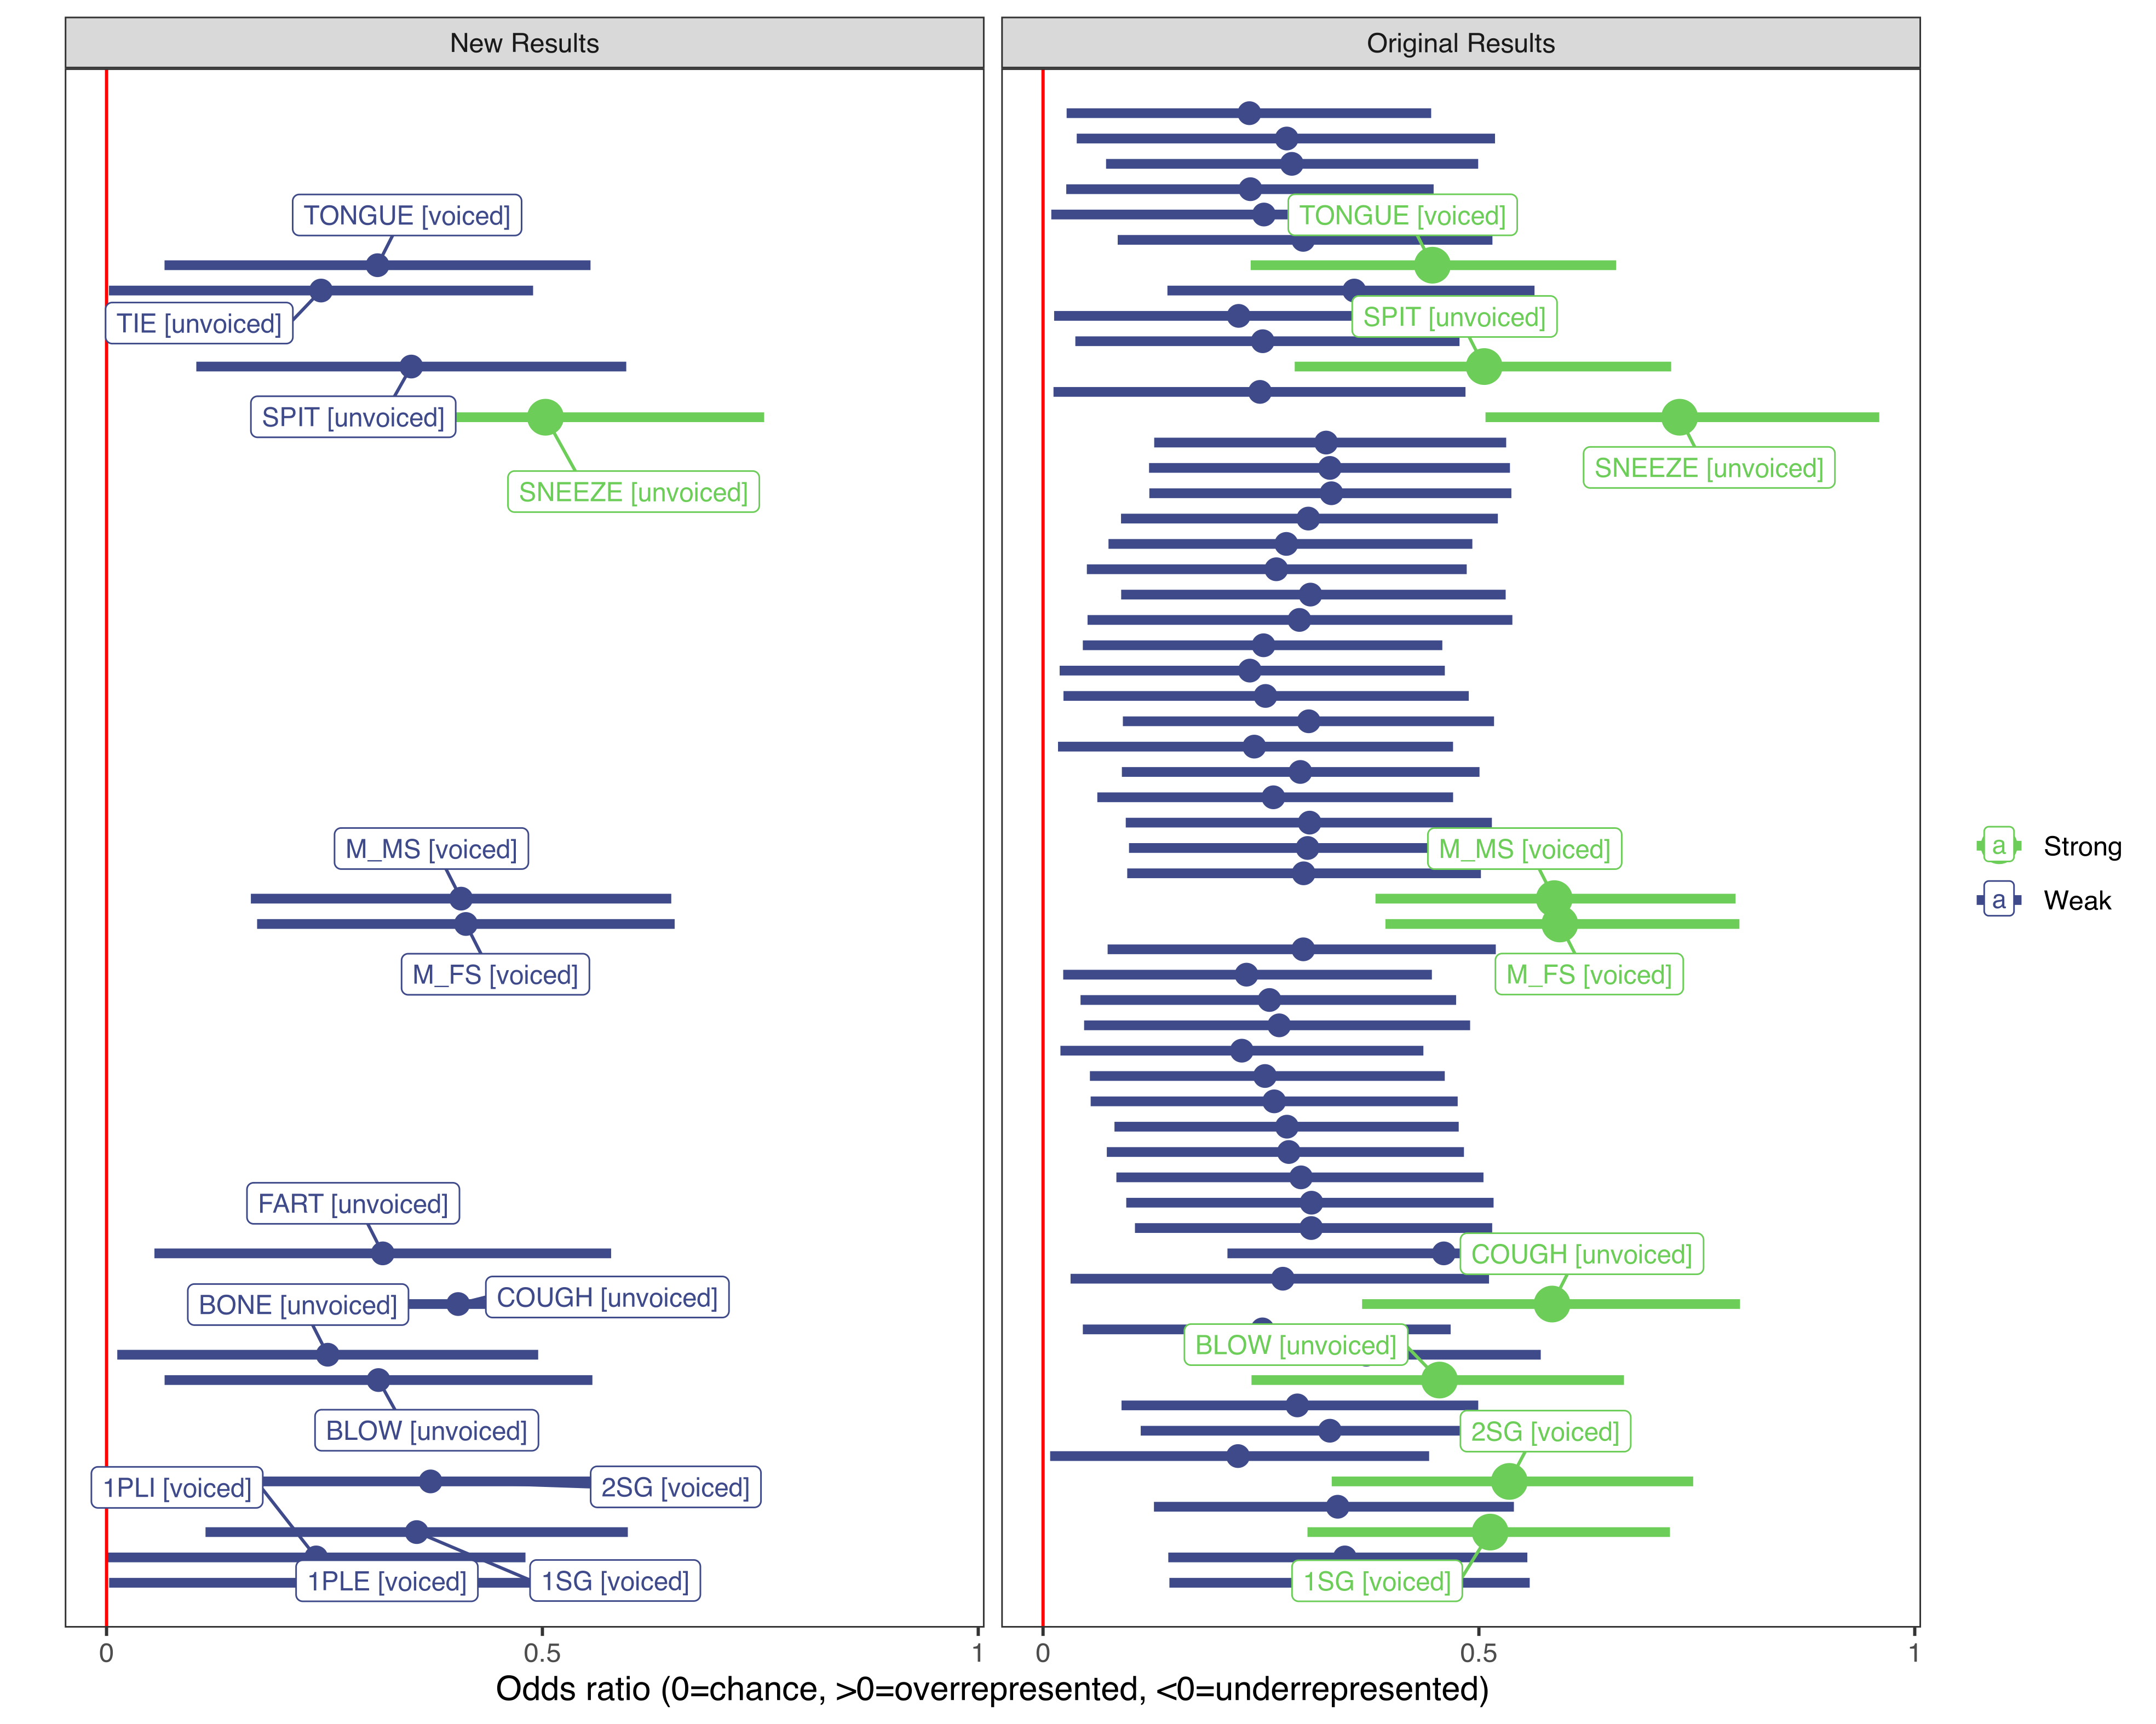 New Results
TONGUE [voiced]
TIE [unvoiced]
SPIT [unvoiced]
SNEEZE [unvoiced]
M_MS [voiced]
M_FS [voiced]
FART [unvoiced]
BONE [unvoiced]
COUGH [unvoiced]
BLOW [unvoiced]
1PLI [voiced]
2SG [voiced]
1PLE [voiced]
1SG [voiced]
0
0.5
1
Original Results
TONGUE [voiced]
SPIT [unvoiced]
SNEEZE [unvoiced]
M_MS [voiced]
M_FS [voiced]
COUGH [unvoiced]
BLOW [unvoiced]
2SG [voiced]
1SG [voiced]
0
0.5
1
Odds ratio (0=chance, >0=overrepresented, <0=underrepresented)
a Strong
a Weak